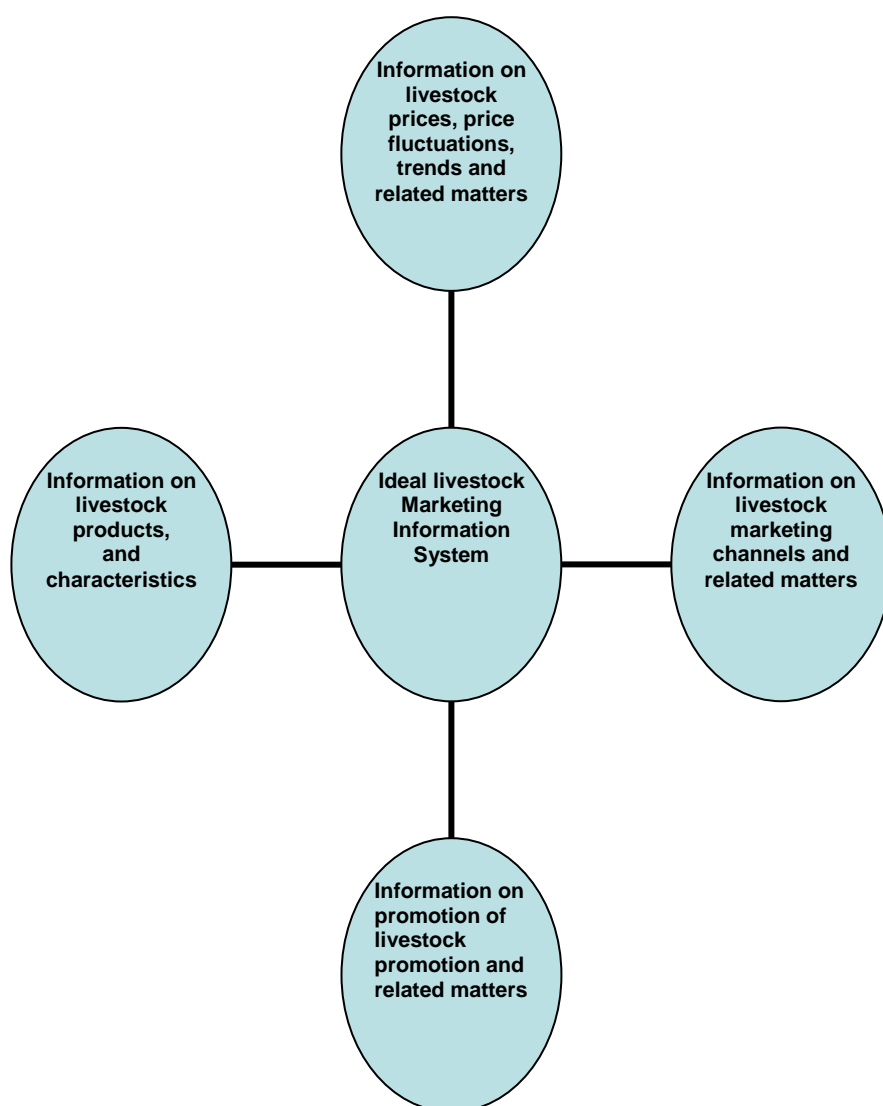 Information on
livestock
prices, price
fluctuations,
trends and
related matters
Information on
livestock
products,
and
characteristics
Ideal livestock
Marketing
Information
System
Information on
livestock
marketing
channels and
related matters
Information on
promotion of
livestock
promotion and
related matters